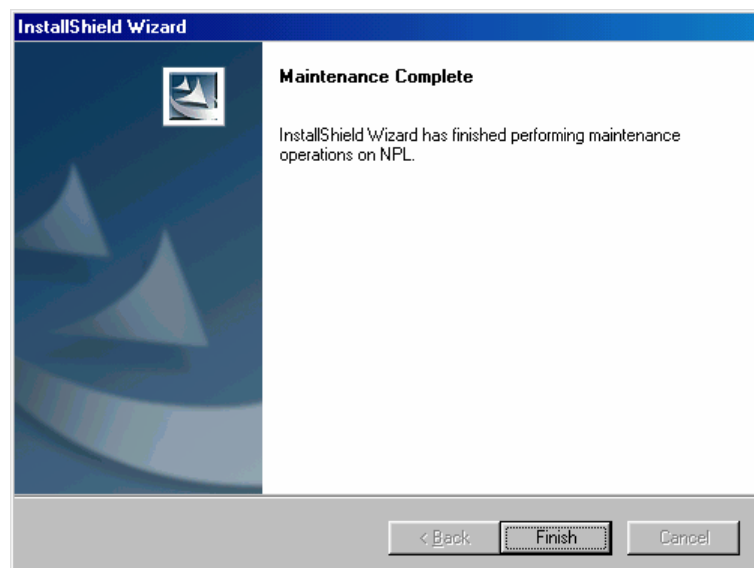 InstallShield Wizard
Maintenance Complete
InstallShield Wizard has finished performing maintenance
operations on NPL.
< Back
Finish
Cancel